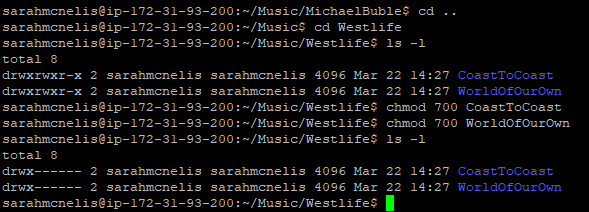 sarahmcnelis@ip-172-31-93-200:~/Music/MichaelBuble$ cd ..
sarahmcnelis@ip-172-31-93-200:~/Music$ cd Westlife
sarahmcnelis@ip-172-31-93-200:~/Music/Westlife$ ls -l
total 8
drwxrwxr-x 2 sarahmcnelis sarahmcnelis 4096 Mar 22 14:27 CoastToCoast
drwxrwxr-x 2 sarahmcnelis sarahmcnelis 4096 Mar 22 14:27 WorldOfOurOwn
sarahmcnelis@ip-172-31-93-200:~/Music/Westlife$ chmod 700 CoastToCoast
sarahmcnelis@ip-172-31-93-200:~/Music/Westlife$ chmod 700 WorldOfOurOwn
sarahmcnelis@ip-172-31-93-200:~/Music/Westlife$ ls -l
total 8
drwx------ 2 sarahmcnelis sarahmcnelis 4096 Mar 22 14:27 CoastToCoast
drwx------ 2 sarahmcnelis sarahmcnelis 4096 Mar 22 14:27 WorldOfOurOwn
sarahmcnelis@ip-172-31-93-200:~/Music/Westlife$